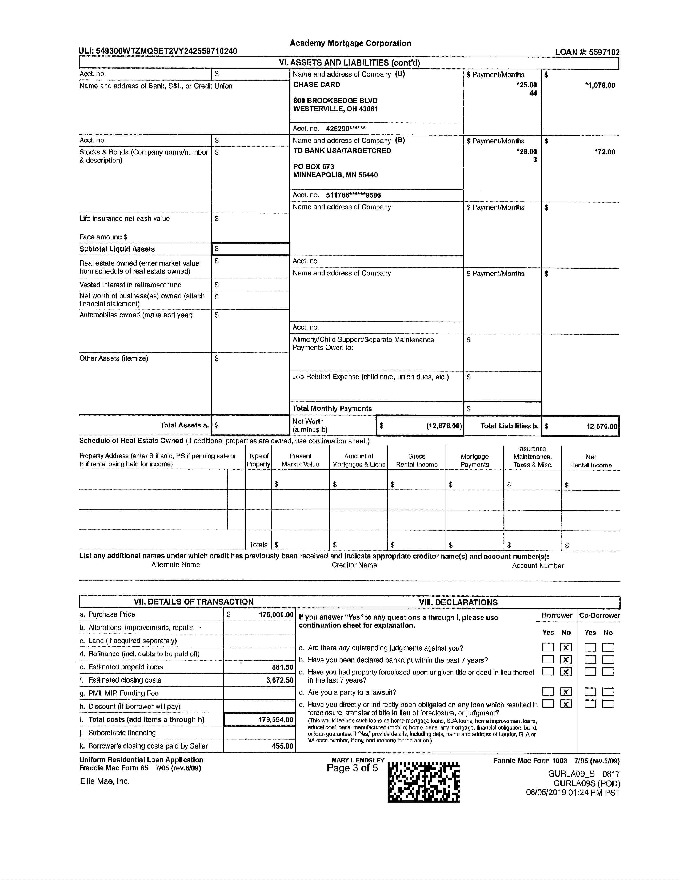 Academy Mortgage Corporation
ULI: 549300WTZMQSET2VY242559710240
LOAN #: 5597102
VI. ASSETS AND LIABILITIES (cont'd)
Acct. no. $ Name and address of Company (B) $ Payment/Months $
Name and address of Bank, S&L, or Credit Union CHASE CARD *25.00 *1,078.00
44
800 BROOKSEDGE BLVD
WESTERVILLE, OH 43081
Acct. no. 426290******
Acct. no. $ Name and address of Company (B) $ Payment/Months $
Stocks & Bonds (Company name/number $ TD BANK USA/TARGETCRED *28.00 *72.00
& description) 3
PO BOX 673
MINNEAPOLIS, MN 55440
Acct. no. 511786******9595
Name and address of Company $ Payment/Months $
Life insurance net cash value $
Face amount $
Subtotal Liquid Assets $
Real estate owned (enter market value $ Acct. no.
from schedule of real estate owned) Name and address of Company $ Payment/Months $
Vested interest in retirement fund $
Net worth of business(es) owned (attach $
financial statement)
Automobiles owned (make and year) $
Acct. no.
Alimony/Child Support/Separate Maintenance $
Payments Owed to:
Other Assets (itemize) $
Job-Related Expense (child care, union dues, etc.) $
Total Monthly Payments $
Total Assets a. $ Net Worth $ (12,676.00) Total Liabilities b. $ 12,676.00
(a minus b)
Schedule of Real Estate Owned (If additional properties are owned, use continuation sheet.)
Property Address (enter S if sold, PS if pending sale or R if rental being held for income) Type of Property Present Market Value Amount of Mortgages & Liens Gross Rental Income Mortgage Payments Insurance, Maintenance, Taxes & Misc. Net Rental Income
$ $ $ $ $ $
Totals $ $ $ $ $ $
List any additional names under which credit has previously been received and indicate appropriate creditor name(s) and account number(s):
Alternate Name Creditor Name Account Number
VII. DETAILS OF TRANSACTION VIII. DECLARATIONS
a. Purchase Price $ 175,000.00
b. Alterations, improvements, repairs
c. Land (if acquired separately)
d. Refinance (incl. debts to be paid off)
e. Estimated prepaid items 881.50
f. Estimated closing costs 3,672.50
g. PMI, MIP, Funding Fee
h. Discount (if Borrower will pay)
i. Total costs (add items a through h) 179,554.00
j. Subordinate financing
k. Borrower's closing costs paid by Seller 455.00
If you answer "Yes" to any questions a through i, please use Borrower Co-Borrower
continuation sheet for explanation. Yes No Yes No
a. Are there any outstanding judgments against you? X
b. Have you been declared bankrupt within the past 7 years? X
c. Have you had property foreclosed upon or given title or deed in lieu thereof X
in the last 7 years?
d. Are you a party to a lawsuit? X
e. Have you directly or indirectly been obligated on any loan which resulted in X
foreclosure, transfer of title in lieu of foreclosure, or judgment?
(This would include such loans as home mortgage loans, SBA loans, home improvement loans,
educational loans, manufactured (mobile) home loans, any mortgage, financial obligation, bond,
or loan guarantee. If "Yes," provide details, including date, name and address of Lender, FHA or
VA case number, if any, and reasons for the action.)
Uniform Residential Loan Application
Freddie Mac Form 65 7/05 (rev.6/09)
Ellie Mae, Inc.
MARY L ENDSLEY
Page 3 of 5
Fannie Mae Form 1003 7/05 (rev.6/09)
GURLA09_S 0817
GURLA09S (POD)
06/05/2019 01:24 PM PST